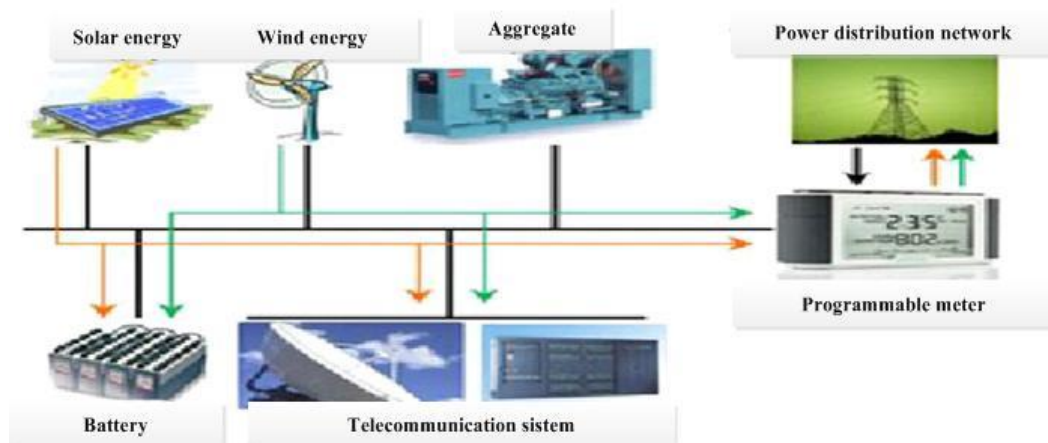 Solar energy
Wind energy
Aggregate
Power distribution network
Programmable meter
Battery
Telecommunication sistem